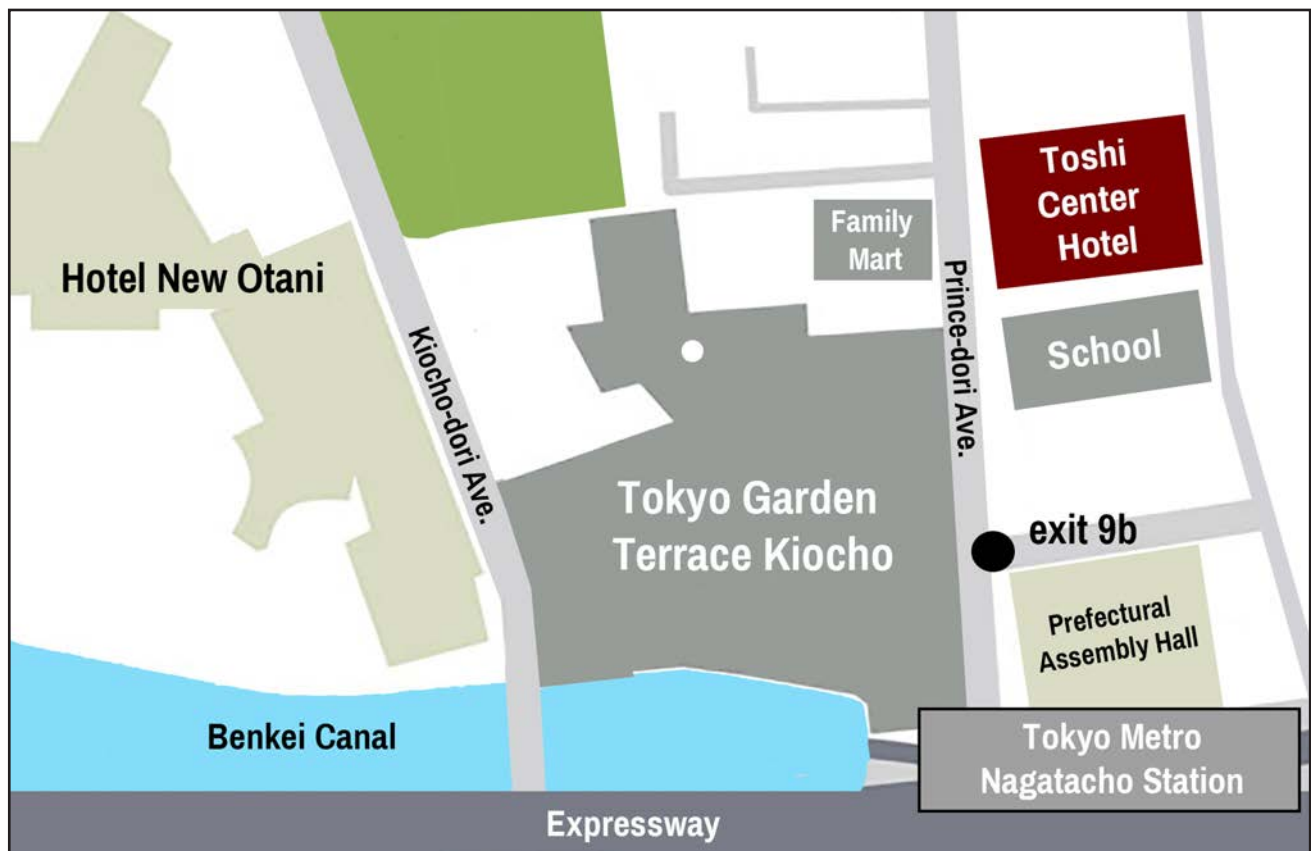 Toshi
Center
Hotel
Family
Mart
Hotel New Otani
Prince-dori Ave.
Kiocho-dori Ave.
School
Tokyo Garden
Terrace Kiocho
exit 9b
Prefectural
Assembly Hall
Benkei Canal
Tokyo Metro
Nagatacho Station
Expressway